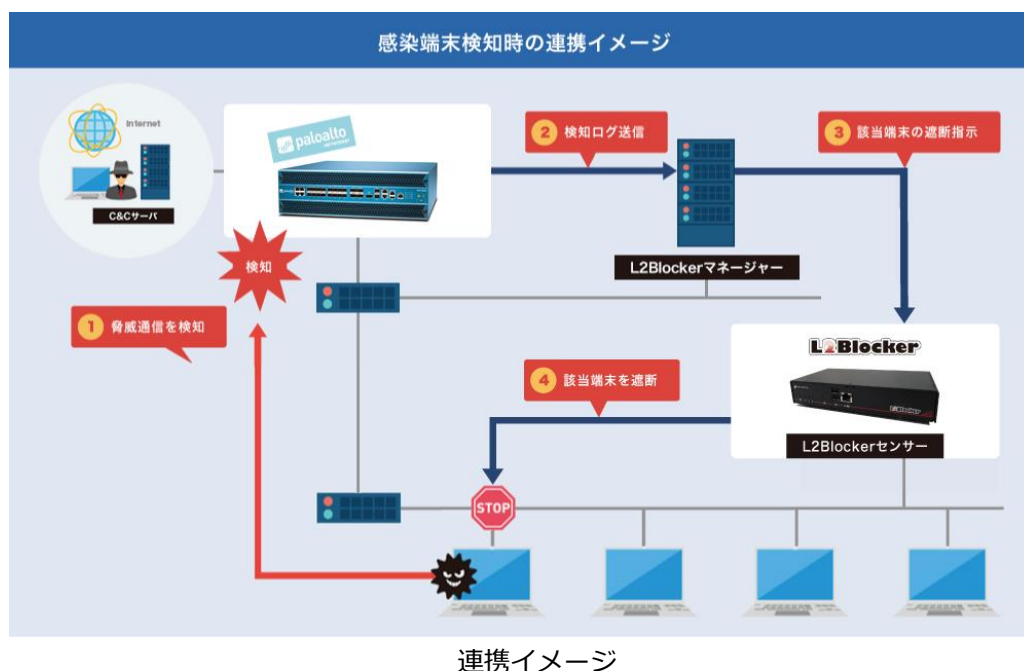 感染端末検知時の連携イメージ
Internet
C&Cサーバ
paloalto
NETWORKS
検知
1 脅威通信を検知
2 検知ログ送信
L2Blockerマネージャー
3 該当端末の遮断指示
L2Blocker
L2Blockerセンサー
4 該当端末を遮断
STOP
連携イメージ